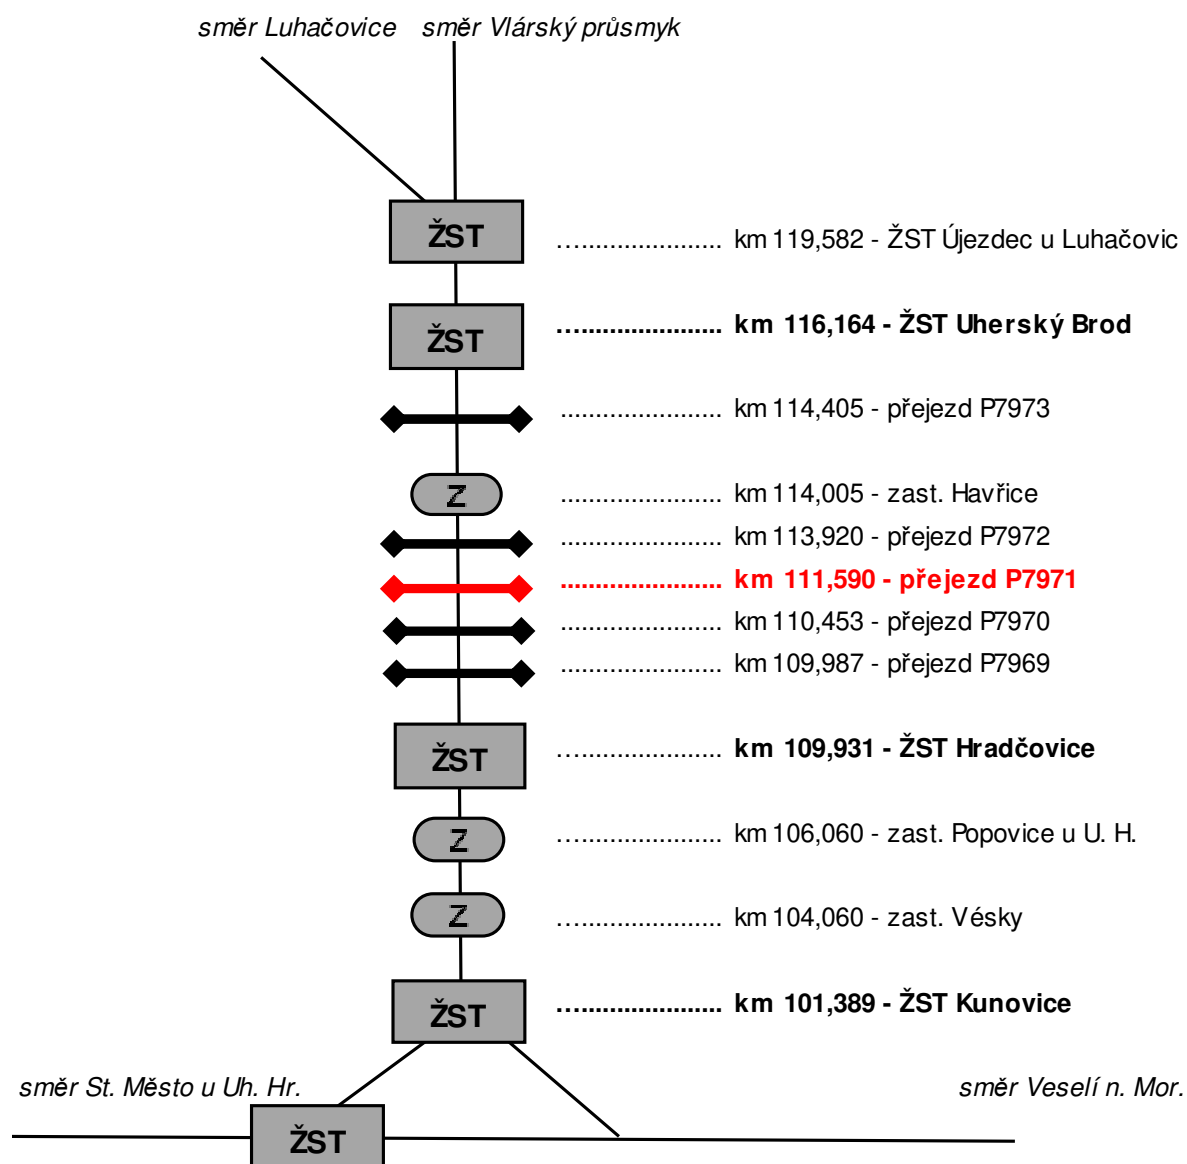 směr Luhačovice směr Vlárský průsmyk
ŽST …..................... km 119,582 - ŽST Újezdec u Luhačovic
ŽST …..................... km 116,164 - ŽST Uherský Brod
....................... km 114,405 - přejezd P7973
Z ....................... km 114,005 - zast. Havřice
....................... km 113,920 - přejezd P7972
....................... km 111,590 - přejezd P7971
....................... km 110,453 - přejezd P7970
....................... km 109,987 - přejezd P7969
ŽST …..................... km 109,931 - ŽST Hradčovice
Z …..................... km 106,060 - zast. Popovice u U. H.
Z …..................... km 104,060 - zast. Vésky
ŽST …..................... km 101,389 - ŽST Kunovice
směr St. Město u Uh. Hr. směr Veselí n. Mor.
ŽST